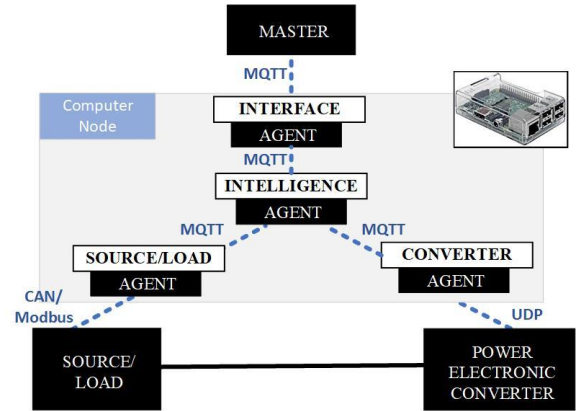 MASTER
MQTT
Computer
Node
INTERFACE
AGENT
MQTT
INTELLIGENCE
AGENT
MQTT
MQTT
SOURCE/LOAD
AGENT
CONVERTER
AGENT
CAN/
Modbus
UDP
SOURCE/
LOAD
POWER
ELECTRONIC
CONVERTER